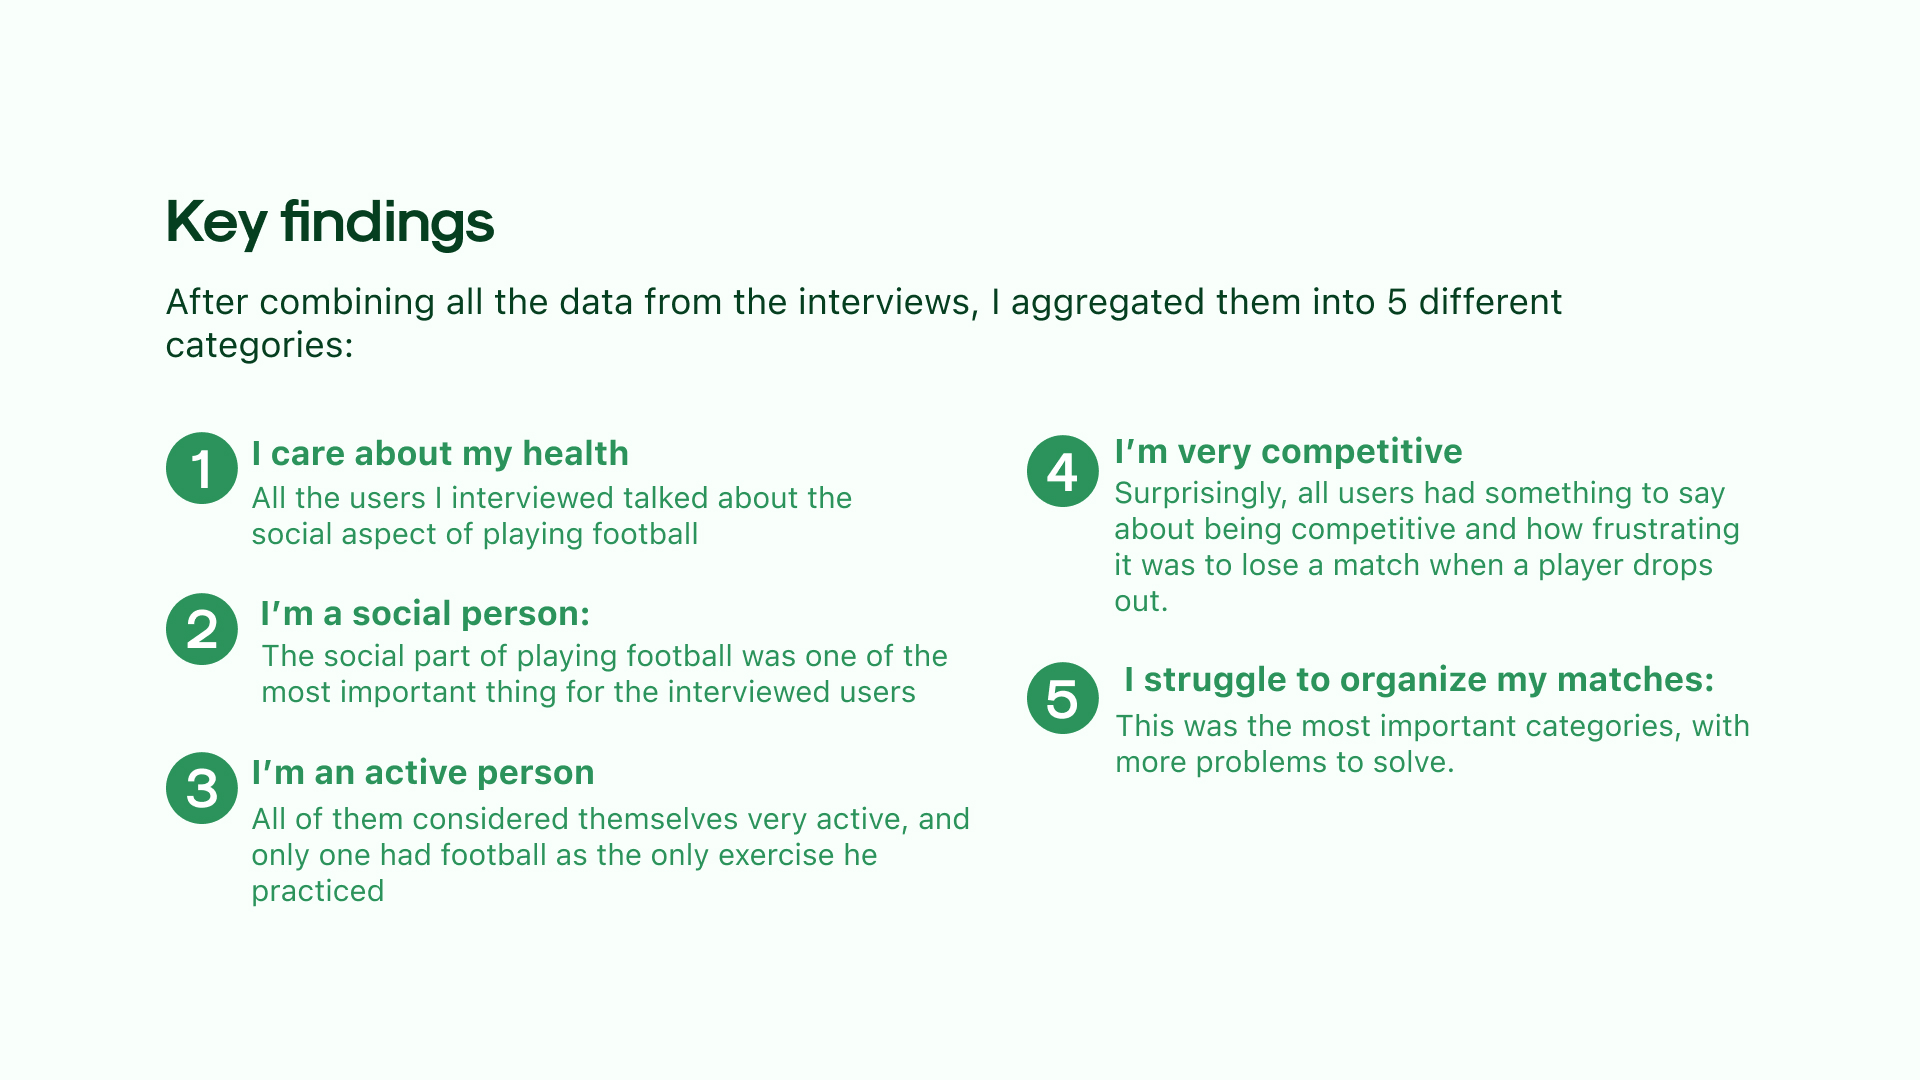 Key findings
After combining all the data from the interviews, I aggregated them into 5 different
categories:
1
I care about my health
All the users I interviewed talked about the
social aspect of playing football
2
I’m a social person:
The social part of playing football was one of the
most important thing for the interviewed users
3
I’m an active person
All of them considered themselves very active, and
only one had football as the only exercise he
practiced
4
I’m very competitive
Surprisingly, all users had something to say
about being competitive and how frustrating
it was to lose a match when a player drops
out.
5
I struggle to organize my matches:
This was the most important categories, with
more problems to solve.